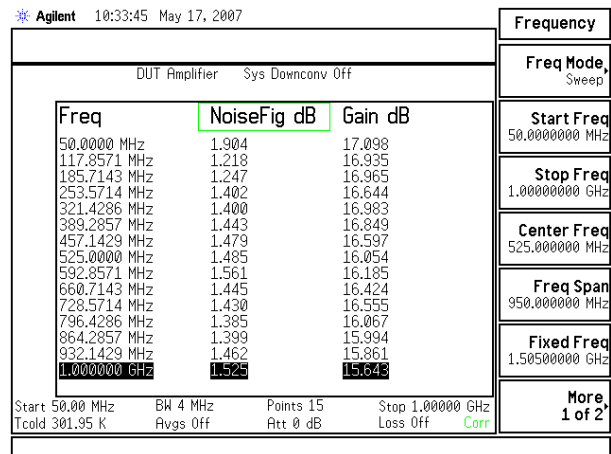 Agilent 10:33:45 May 17, 2007
Frequency
DUT Amplifier Sys Downconv Off
Freq NoiseFig dB Gain dB
50.0000 MHz 1.904 17.098
117.8571 MHz 1.218 16.935
185.7143 MHz 1.247 16.965
253.5714 MHz 1.402 16.644
321.4286 MHz 1.400 16.983
389.2857 MHz 1.443 16.849
457.1429 MHz 1.479 16.597
525.0000 MHz 1.485 16.054
592.8571 MHz 1.561 16.185
660.7143 MHz 1.445 16.424
728.5714 MHz 1.430 16.555
796.4286 MHz 1.385 16.067
864.2857 MHz 1.399 15.994
932.1429 MHz 1.462 15.861
1.000000 GHz 1.525 15.643
Start 50.00 MHz BW 4 MHz Points 15 Stop 1.00000 GHz
Tcold 301.95 K Avgs Off Att 0 dB Loss Off Corr
Freq Mode
Sweep
Start Freq
50.0000000 MHz
Stop Freq
1.00000000 GHz
Center Freq
525.000000 MHz
Freq Span
950.000000 MHz
Fixed Freq
1.50500000 GHz
More
1 of 2